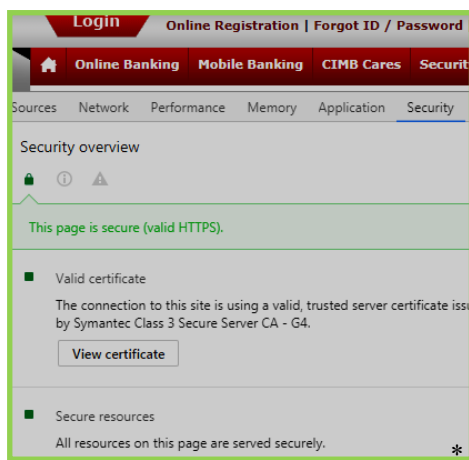 Login Online Registration | Forgot ID / Password
Online Banking Mobile Banking CIMB Cares Securit
Sources Network Performance Memory Application Security
Security overview
This page is secure (valid HTTPS).
Valid certificate
The connection to this site is using a valid, trusted server certificate issu
by Symantec Class 3 Secure Server CA - G4.
View certificate
Secure resources
All resources on this page are served securely.
*